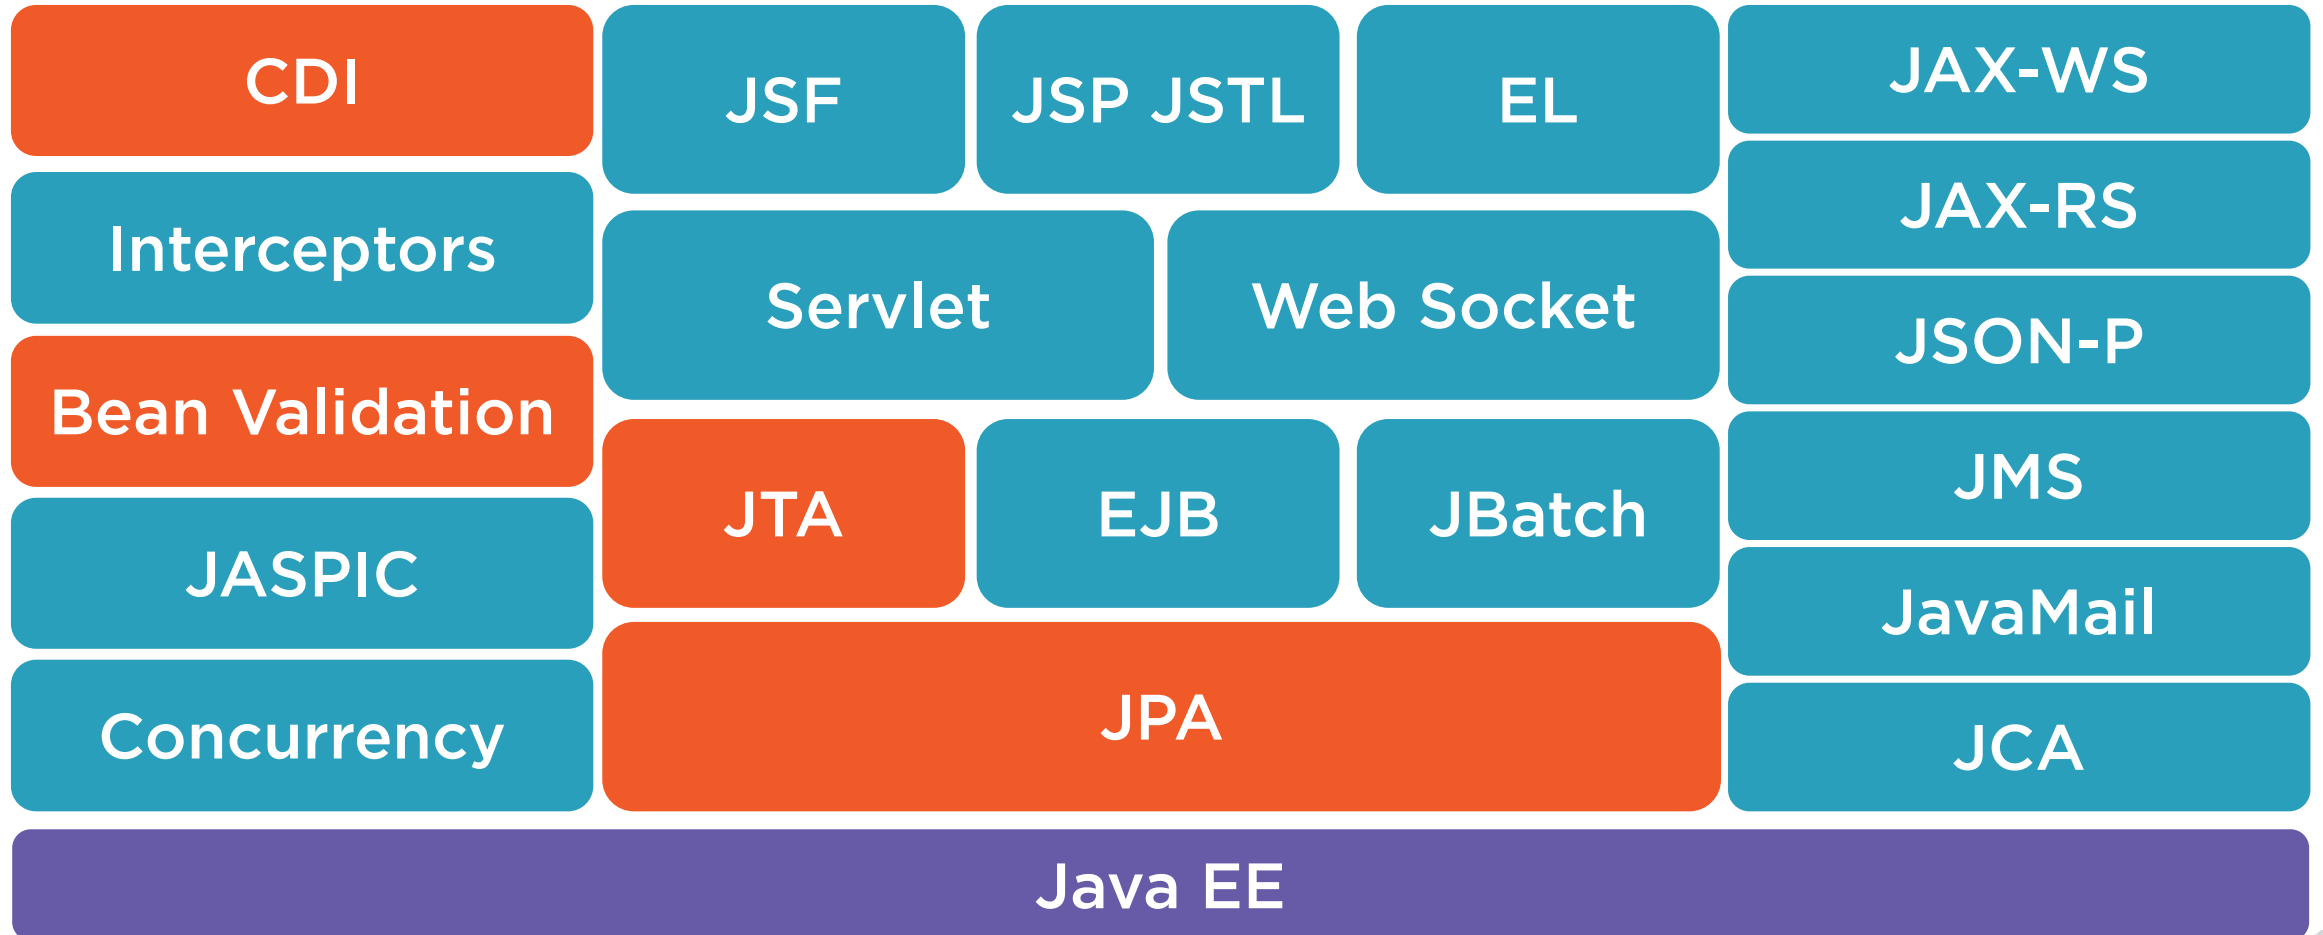 CDI
Interceptors
Bean Validation
JASPIC
Concurrency
JSF
JSP JSTL
EL
Servlet
Web Socket
JTA
EJB
JBatch
JPA
JAX-WS
JAX-RS
JSON-P
JMS
JavaMail
JCA
Java EE